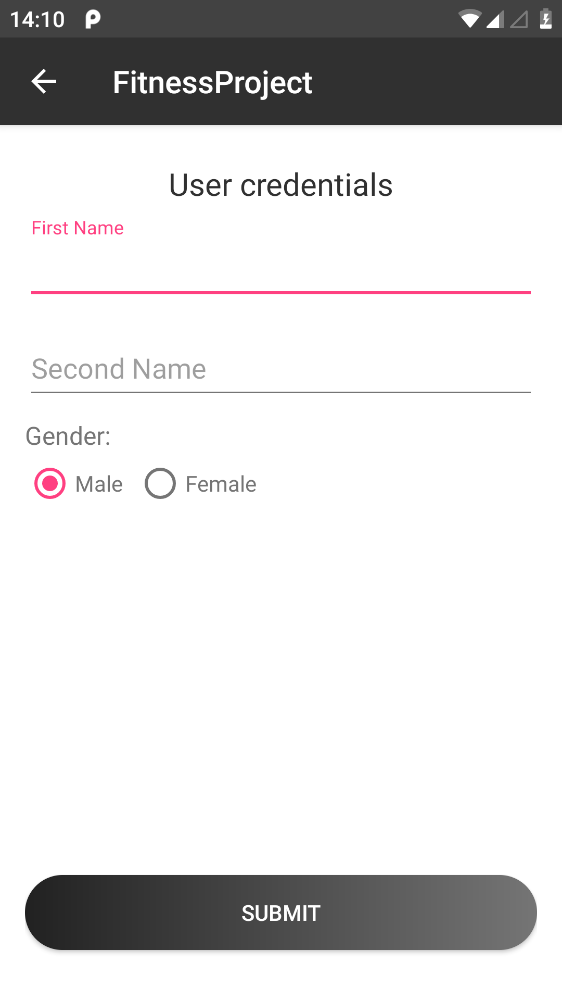 14:10
FitnessProject
User credentials
First Name
Second Name
Gender:
Male Female
SUBMIT